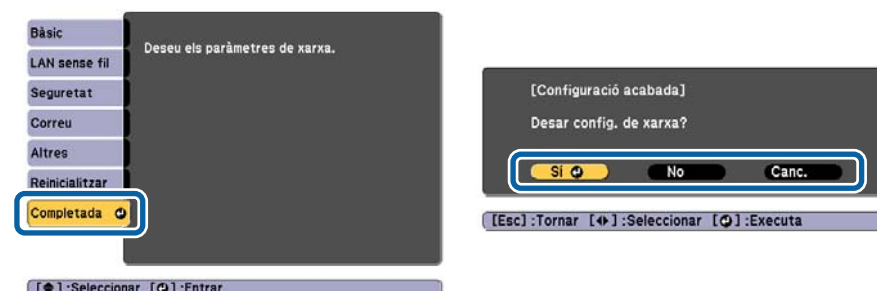 Bàsic
LAN sense fil
Seguretat
Correu
Altres
Reinicialitzar
Completada
Deseu els paràmetres de xarxa.
[ ]:Seleccionar [ ]:Entrar
[Configuració acabada]
Desar config. de xarxa?
Sí No Canc.
[Esc]:Tornar [ ]:Seleccionar [ ]:Executa